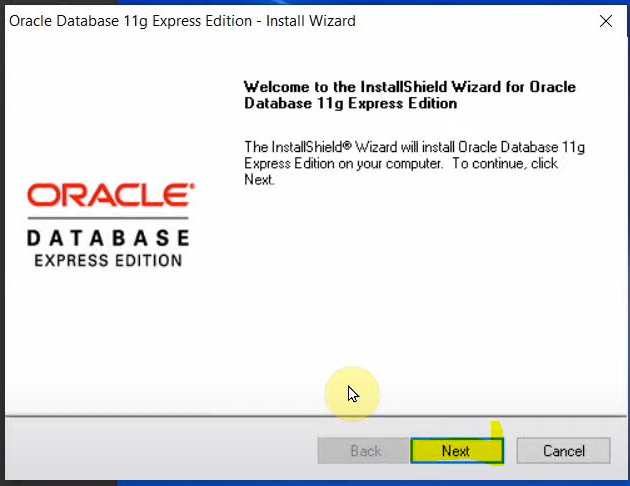 Oracle Database 11g Express Edition - Install Wizard
Welcome to the InstallShield Wizard for Oracle
Database 11g Express Edition
The InstallShield® Wizard will install Oracle Database 11g
Express Edition on your computer. To continue, click
Next.
ORACLE®
DATABASE
EXPRESS EDITION
Back
Next
Cancel